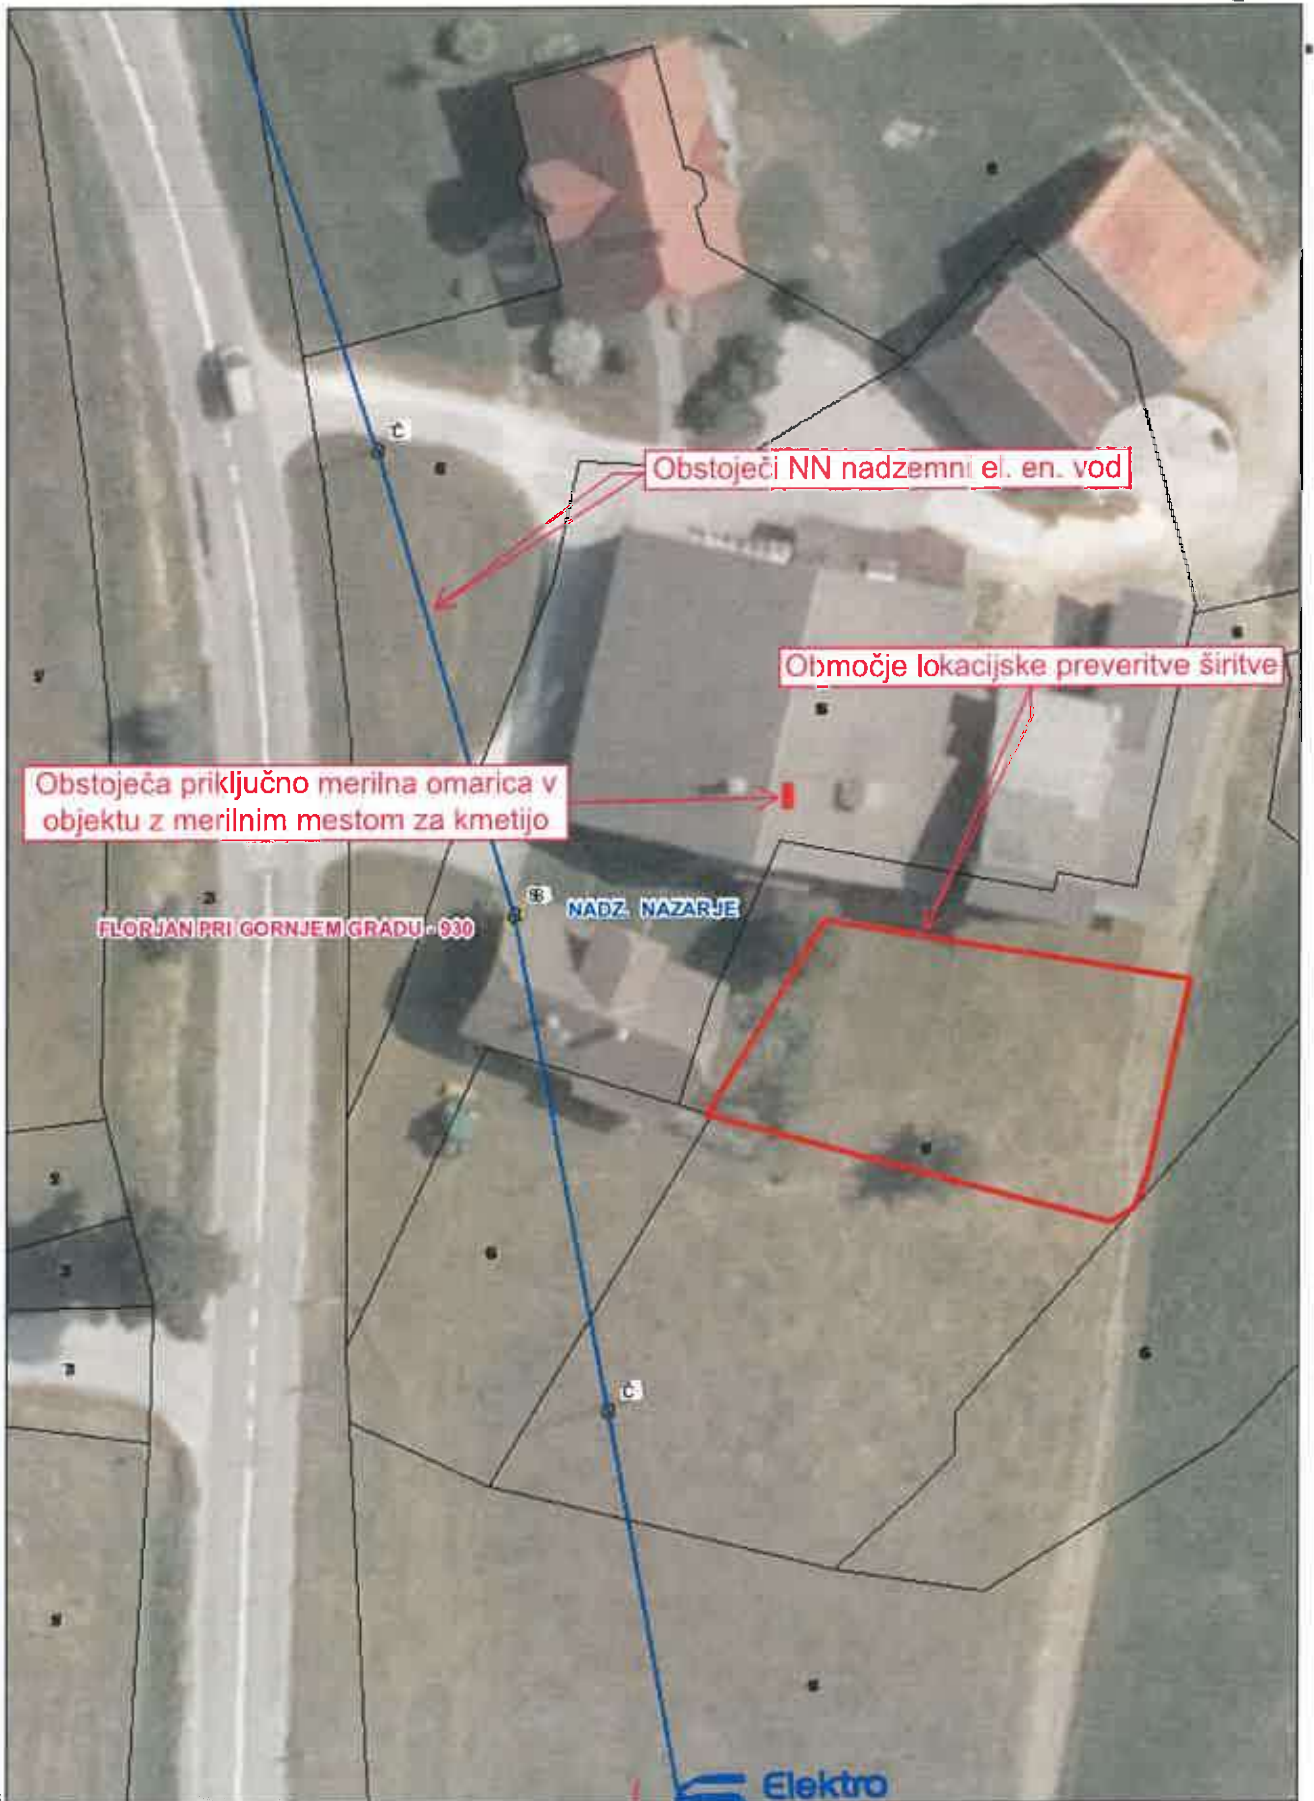 Č
Obstoječi NN nadzemni el. en. vod
Območje lokacijske preveritve širitve
Obstoječa priključno merilna omarica v
objektu z merilnim mestom za kmetijo
NADZ. NAZARJE
FLORJAN PRI GORNJEM GRADU - 930
Č
Elektro